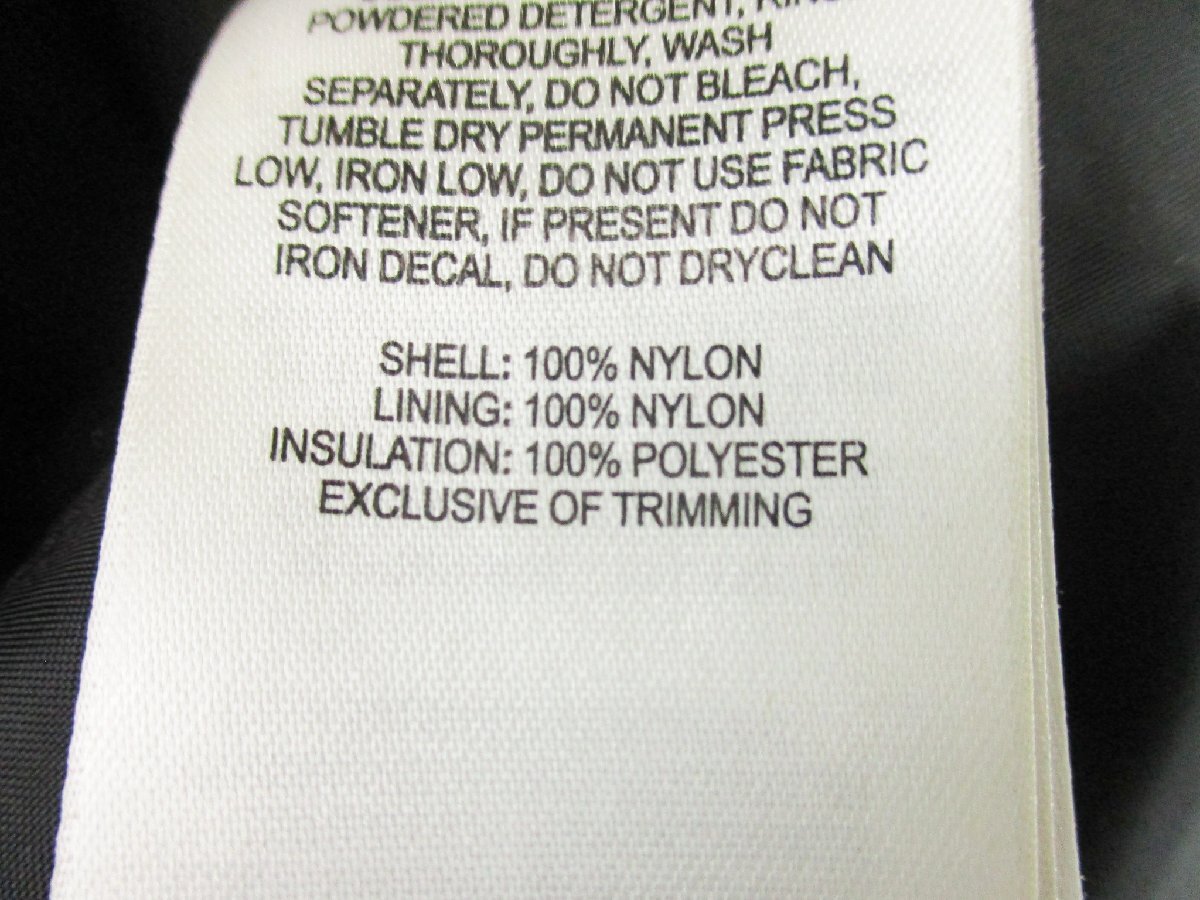 POWDERED DETERGENT,
THOROUGHLY, WASH
SEPARATELY, DO NOT BLEACH,
TUMBLE DRY PERMANENT PRESS
LOW, IRON LOW, DO NOT USE FABRIC
SOFTENER, IF PRESENT DO NOT
IRON DECAL, DO NOT DRYCLEAN
SHELL: 100% NYLON
LINING: 100% NYLON
INSULATION: 100% POLYESTER
EXCLUSIVE OF TRIMMING